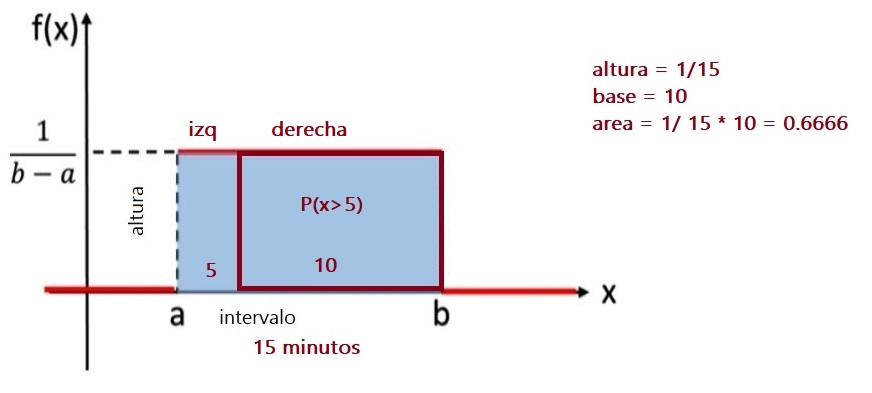 f(x)
altura = 1/15
base = 10
area = 1/ 15 * 10 = 0.6666
izq derecha
1
b − a
altura
P(x>5)
5 10
x
a intervalo b
15 minutos